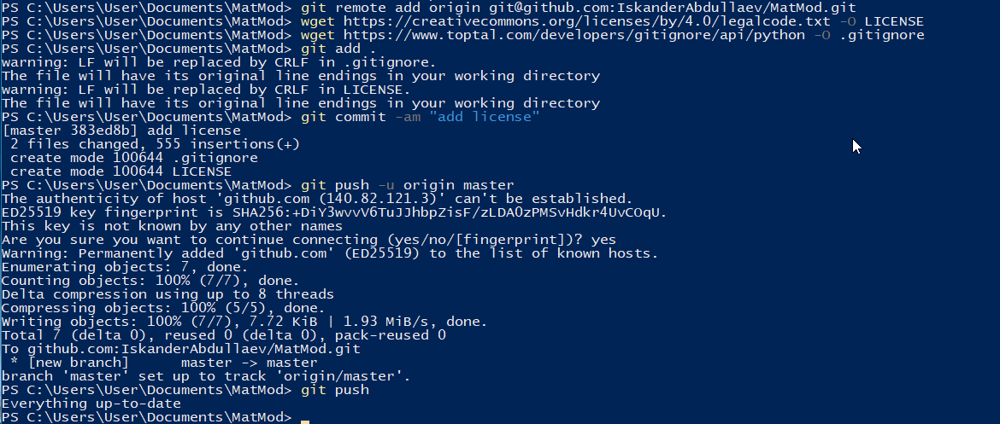 PS C:\Users\User\Documents\MatMod> git remote add origin git@github.com:IskanderAbdullaev/MatMod.git
PS C:\Users\User\Documents\MatMod> wget https://creativecommons.org/licenses/by/4.0/legalcode.txt -O LICENSE
PS C:\Users\User\Documents\MatMod> wget https://www.toptal.com/developers/gitignore/api/python -O .gitignore
PS C:\Users\User\Documents\MatMod> git add .
warning: LF will be replaced by CRLF in .gitignore.
The file will have its original line endings in your working directory
warning: LF will be replaced by CRLF in LICENSE.
The file will have its original line endings in your working directory
PS C:\Users\User\Documents\MatMod> git commit -am "add license"
[master 383ed8b] add license
 2 files changed, 555 insertions(+)
 create mode 100644 .gitignore
 create mode 100644 LICENSE
PS C:\Users\User\Documents\MatMod> git push -u origin master
The authenticity of host 'github.com (140.82.121.3)' can't be established.
ED25519 key fingerprint is SHA256:+DiY3wvvV6TuJJhbpZisF/zLDA0zPMSvHdkr4UvCOqU.
This key is not known by any other names
Are you sure you want to continue connecting (yes/no/[fingerprint])? yes
Warning: Permanently added 'github.com' (ED25519) to the list of known hosts.
Enumerating objects: 7, done.
Counting objects: 100% (7/7), done.
Delta compression using up to 8 threads
Compressing objects: 100% (5/5), done.
Writing objects: 100% (7/7), 7.72 KiB | 1.93 MiB/s, done.
Total 7 (delta 0), reused 0 (delta 0), pack-reused 0
To github.com:IskanderAbdullaev/MatMod.git
 * [new branch]      master -> master
branch 'master' set up to track 'origin/master'.
PS C:\Users\User\Documents\MatMod> git push
Everything up-to-date
PS C:\Users\User\Documents\MatMod>